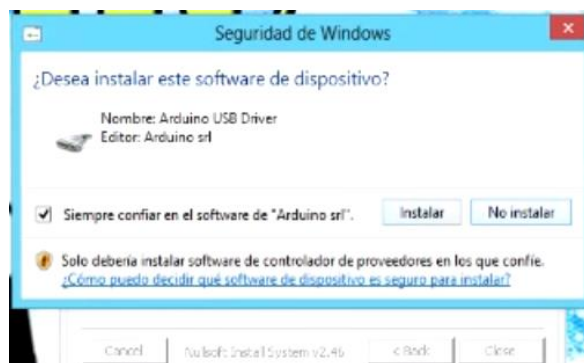 Seguridad de Windows
¿Desea instalar este software de dispositivo?
Nombre: Arduino USB Driver
Editor: Arduino srl
Siempre confiar en el software de "Arduino srl".
Instalar
No instalar
Solo debería instalar software de controlador de proveedores en los que confíe.
¿Cómo puedo decidir qué software de dispositivo es seguro para instalar?
Cancel
Nullsoft Install System v2.46
< Back
Close